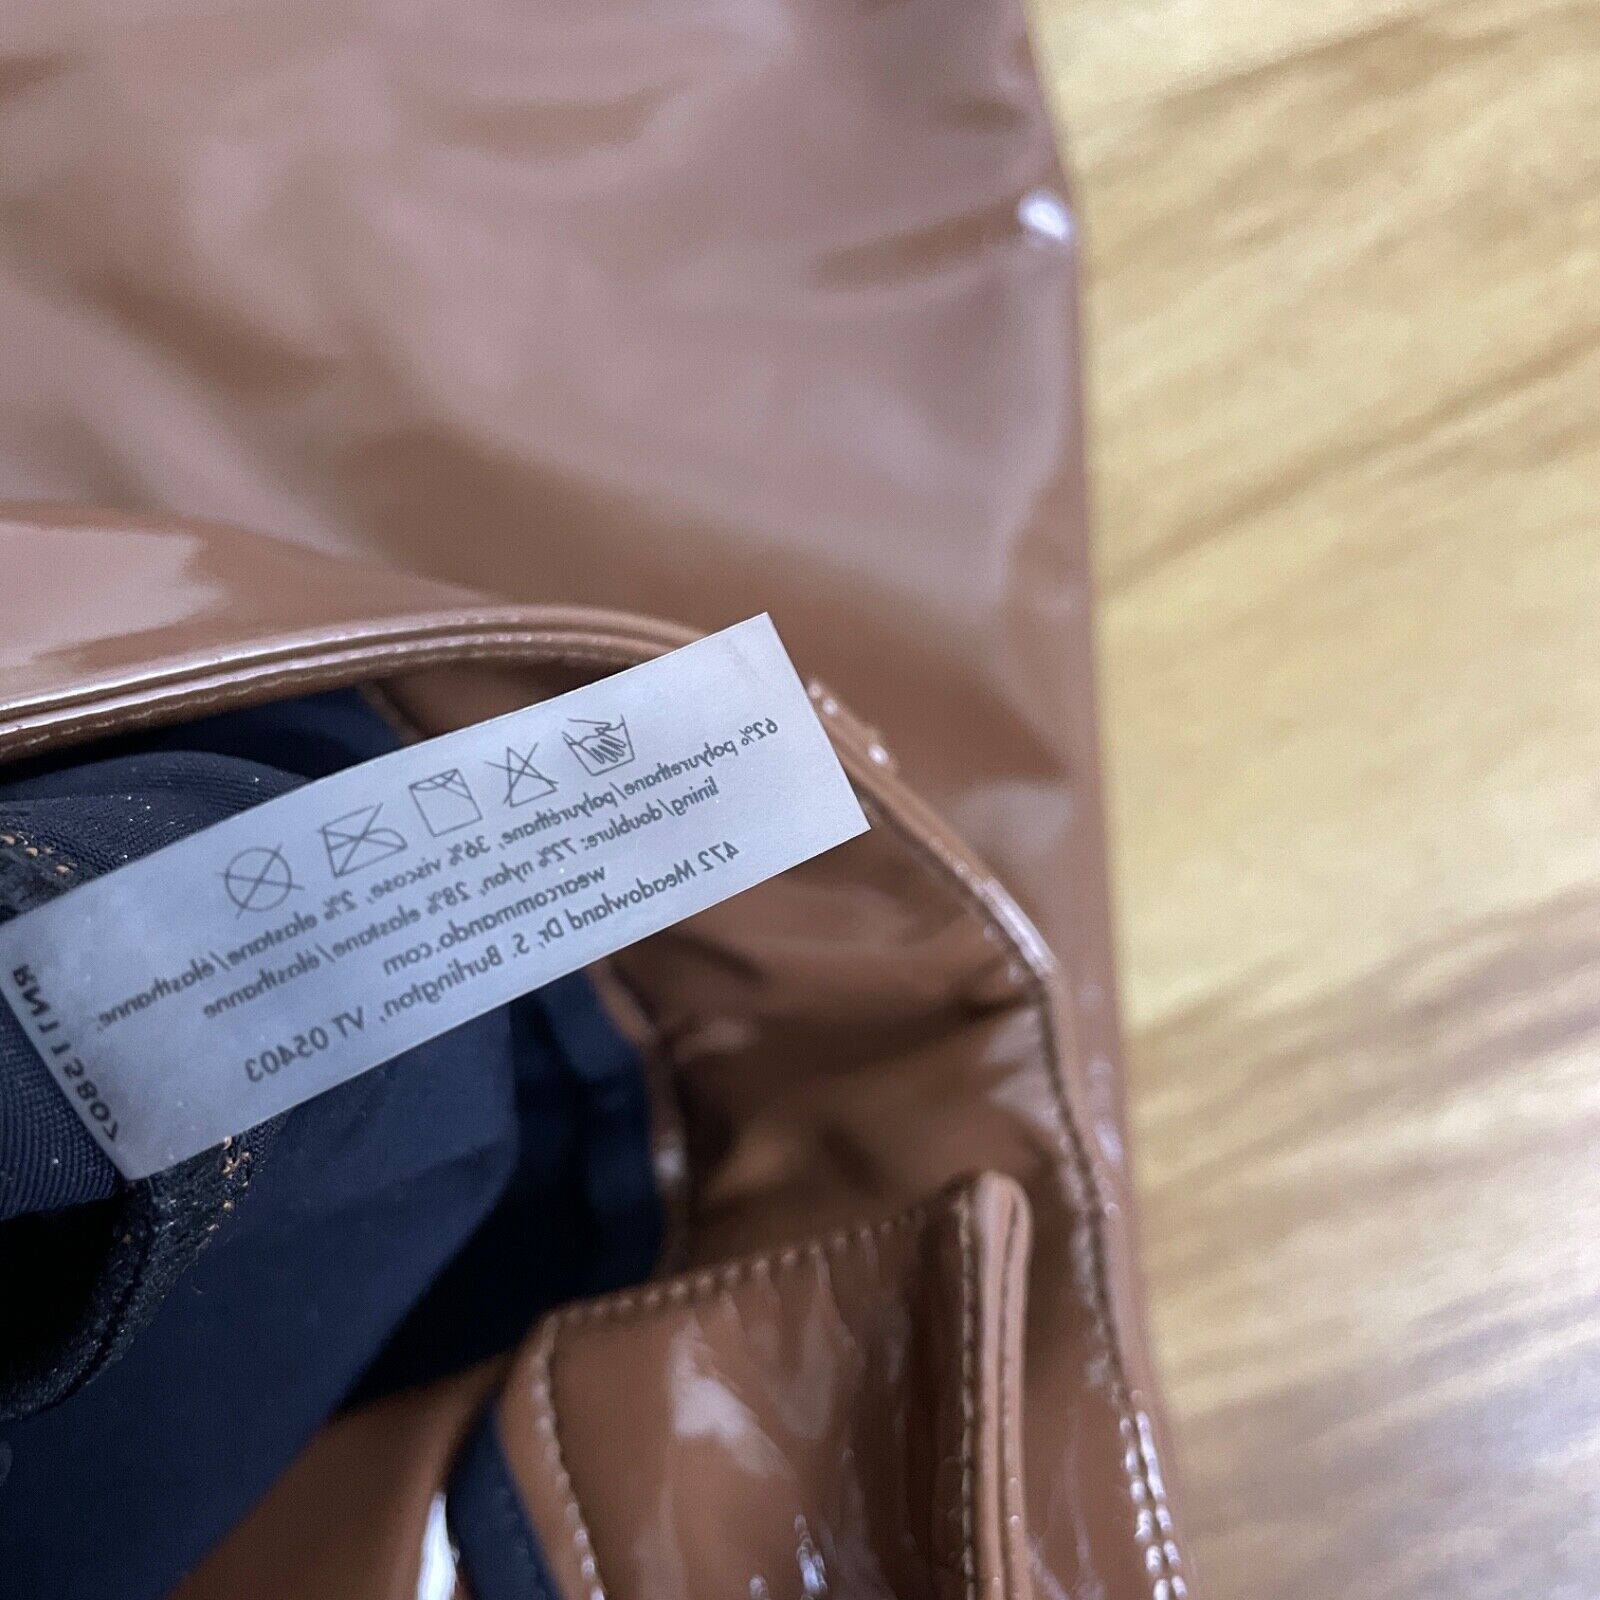 62% polyurethane/polyuréthane, 36% viscose, 2% elastane/élasthanne,
lining/doublure: 72% nylon, 28% elastane/élasthanne
wearcommando.com
472 Meadowland Dr, S. Burlington, VT 05403